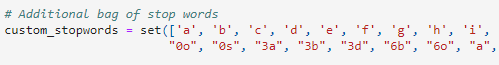 # Additional bag of stop words
custom_stopwords = set(['a', 'b', 'c', 'd', 'e', 'f', 'g', 'h', 'i',
"0o", "0s", "3a", "3b", "3d", "6b", "6o", "a",